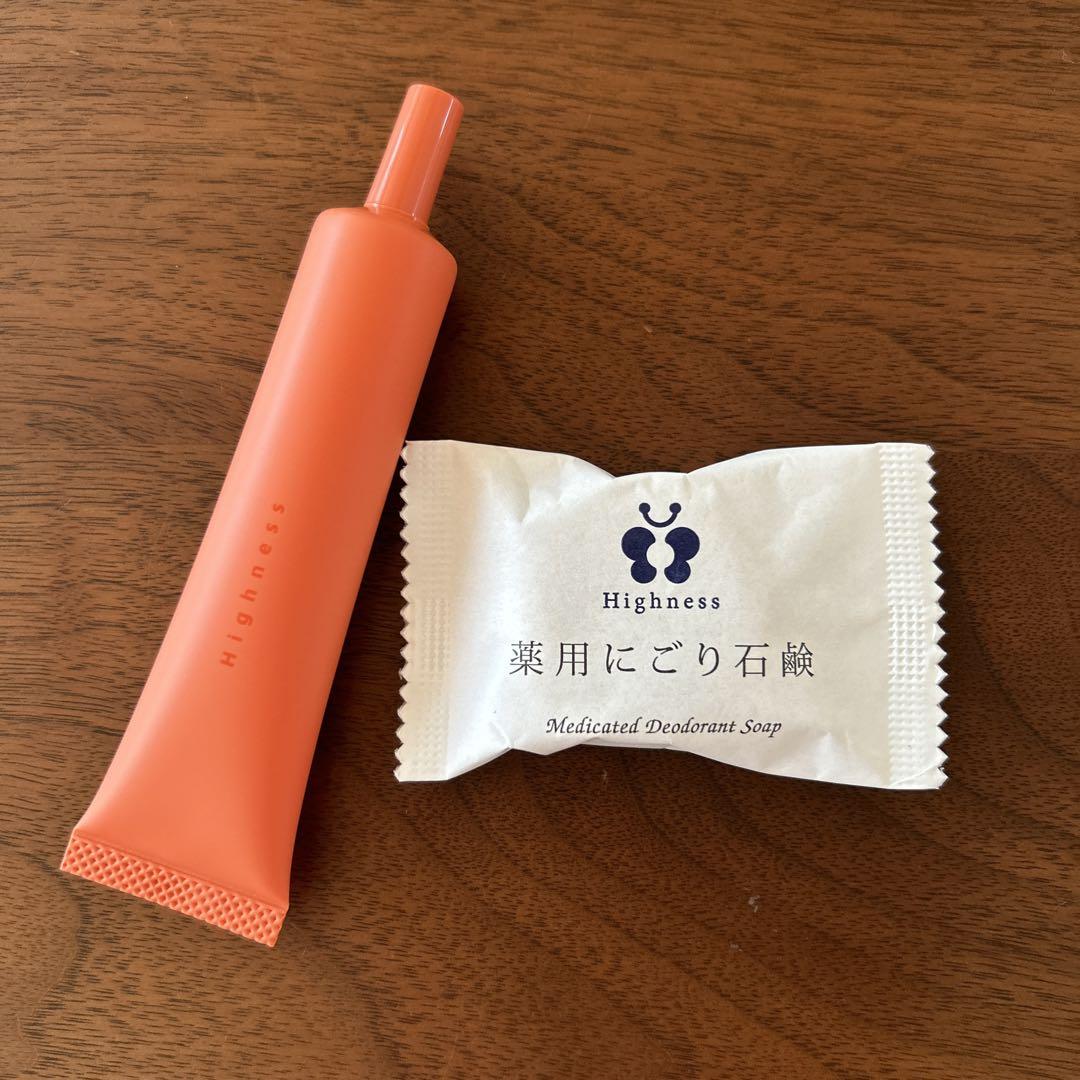 Highness
Highness
薬用にごり石鹸
Medicated Deodorant Soap